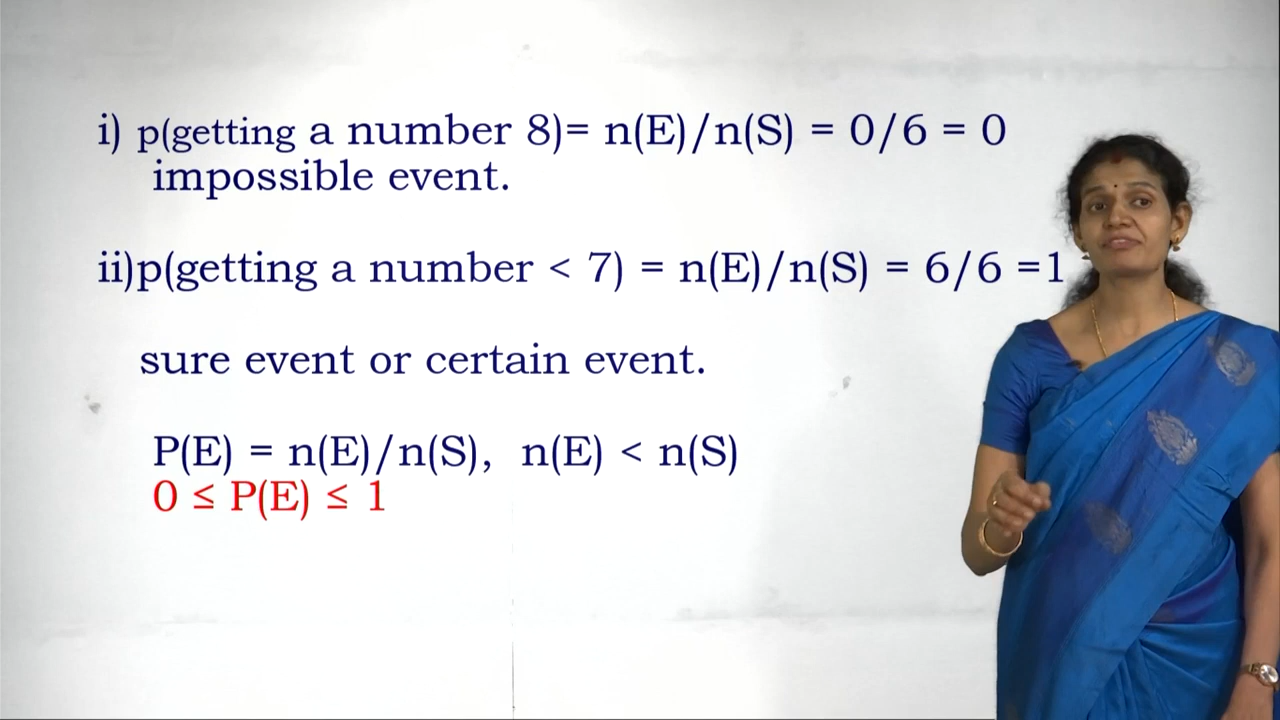 i) p(getting a number 8)= n(E)/n(S) = 0/6 = 0
impossible event.
ii)p(getting a number < 7) = n(E)/n(S) = 6/6 =1
sure event or certain event.
P(E) = n(E)/n(S), n(E) < n(S)
0 ≤ P(E) ≤ 1